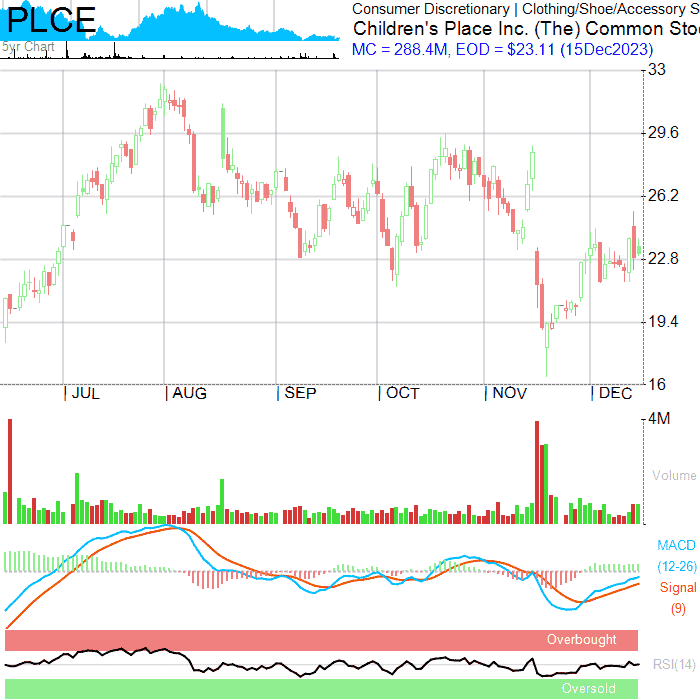 PLCE
5yr Chart
Consumer Discretionary | Clothing/Shoe/Accessory S
Children's Place Inc. (The) Common Sto
MC = 288.4M, EOD = $23.11 (15Dec2023)
33
29.6
26.2
22.8
19.4
16
| JUL | AUG | SEP | OCT | NOV | DEC
4M
Volume
MACD
(12-26)
Signal
(9)
Overbought
RSI(14)
Oversold